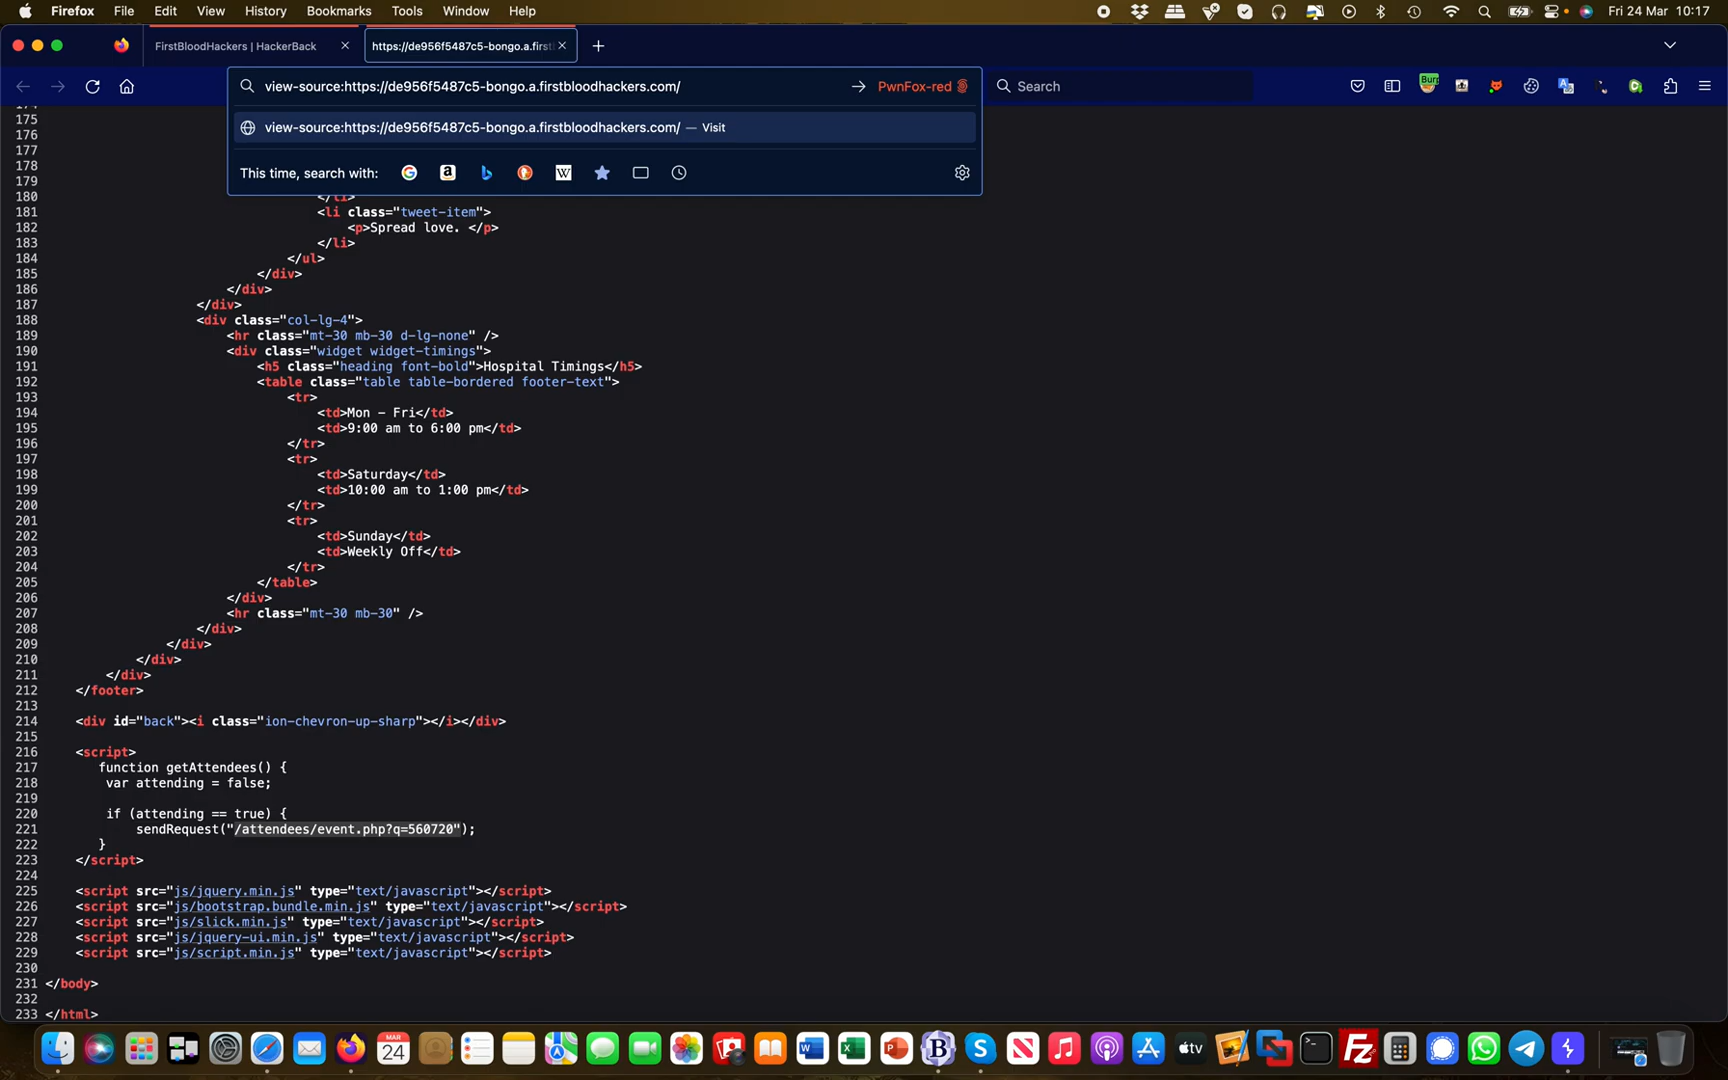 Firefox File Edit View History Bookmarks Tools Window Help Fri 24 Mar 10:17
FirstBloodHackers | HackerBack https://de956f5487c5-bongo.a.first
view-source:https://de956f5487c5-bongo.a.firstbloodhackers.com/ PwnFox-red Search Burp
view-source:https://de956f5487c5-bongo.a.firstbloodhackers.com/ — Visit
This time, search with:
175
176
177
178
179
180 </li>
181 <li class="tweet-item">
182 <p>Spread love. </p>
183 </li>
184 </ul>
185 </div>
186 </div>
187 </div>
188 <div class="col-lg-4">
189 <hr class="mt-30 mb-30 d-lg-none" />
190 <div class="widget widget-timings">
191 <h5 class="heading font-bold">Hospital Timings</h5>
192 <table class="table table-bordered footer-text">
193 <tr>
194 <td>Mon – Fri</td>
195 <td>9:00 am to 6:00 pm</td>
196 </tr>
197 <tr>
198 <td>Saturday</td>
199 <td>10:00 am to 1:00 pm</td>
200 </tr>
201 <tr>
202 <td>Sunday</td>
203 <td>Weekly Off</td>
204 </tr>
205 </table>
206 </div>
207 <hr class="mt-30 mb-30" />
208 </div>
209 </div>
210 </div>
211 </div>
212 </footer>
213
214 <div id="back"><i class="ion-chevron-up-sharp"></i></div>
215
216 <script>
217 function getAttendees() {
218 var attending = false;
219
220 if (attending == true) {
221 sendRequest("/attendees/event.php?q=560720");
222 }
223 </script>
224
225 <script src="js/jquery.min.js" type="text/javascript"></script>
226 <script src="js/bootstrap.bundle.min.js" type="text/javascript"></script>
227 <script src="js/slick.min.js" type="text/javascript"></script>
228 <script src="js/jquery-ui.min.js" type="text/javascript"></script>
229 <script src="js/script.min.js" type="text/javascript"></script>
230
231 </body>
232
233 </html>
MAR
24 tv